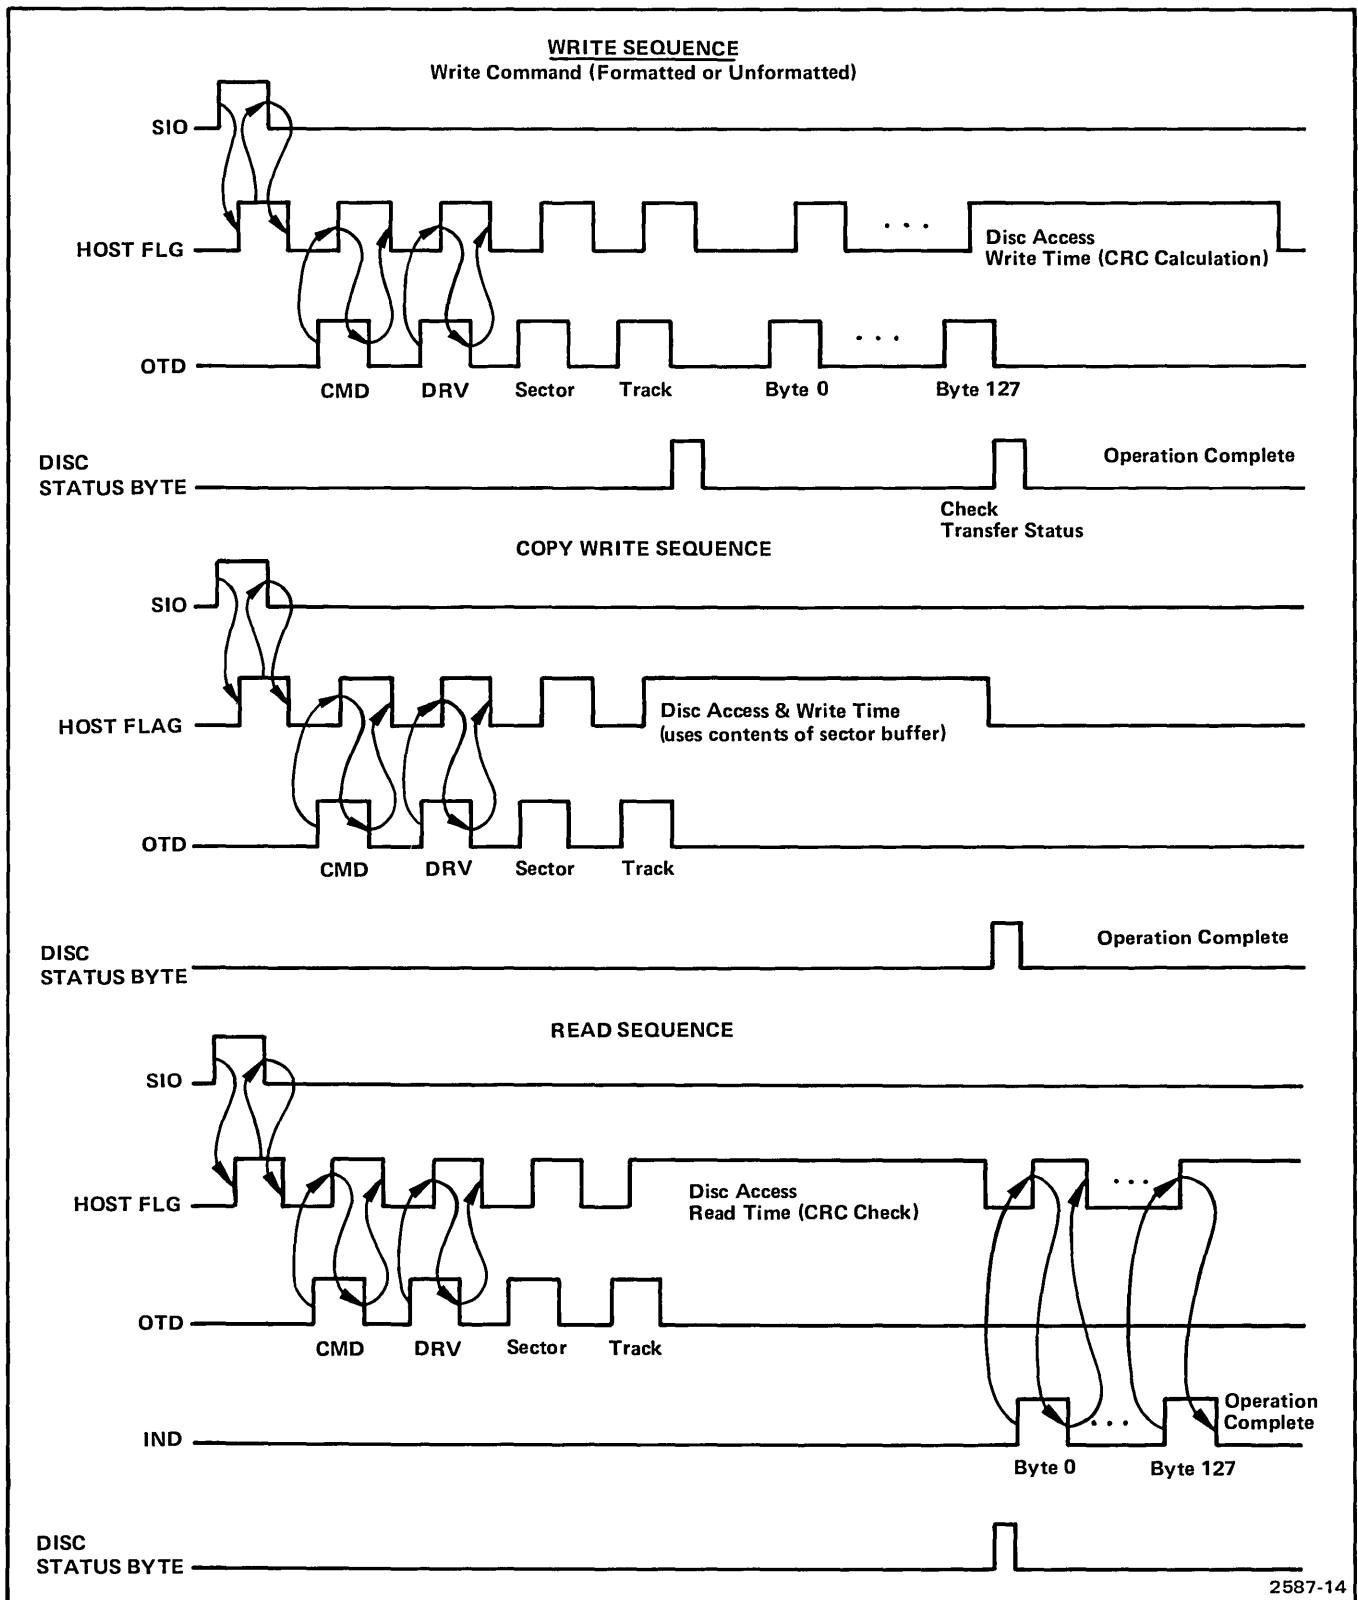 WRITE SEQUENCE
Write Command (Formatted or Unformatted)
SIO
HOST FLG
. . .
Disc Access
Write Time (CRC Calculation)
OTD
. . .
CMD DRV Sector Track Byte 0 Byte 127
DISC
STATUS BYTE
Operation Complete
Check
Transfer Status
COPY WRITE SEQUENCE
SIO
HOST FLAG
Disc Access & Write Time
(uses contents of sector buffer)
OTD
CMD DRV Sector Track
DISC
STATUS BYTE
Operation Complete
READ SEQUENCE
SIO
HOST FLG
Disc Access
Read Time (CRC Check)
. . .
OTD
CMD DRV Sector Track
IND
. . .
Operation
Complete
Byte 0 Byte 127
DISC
STATUS BYTE
2587-14